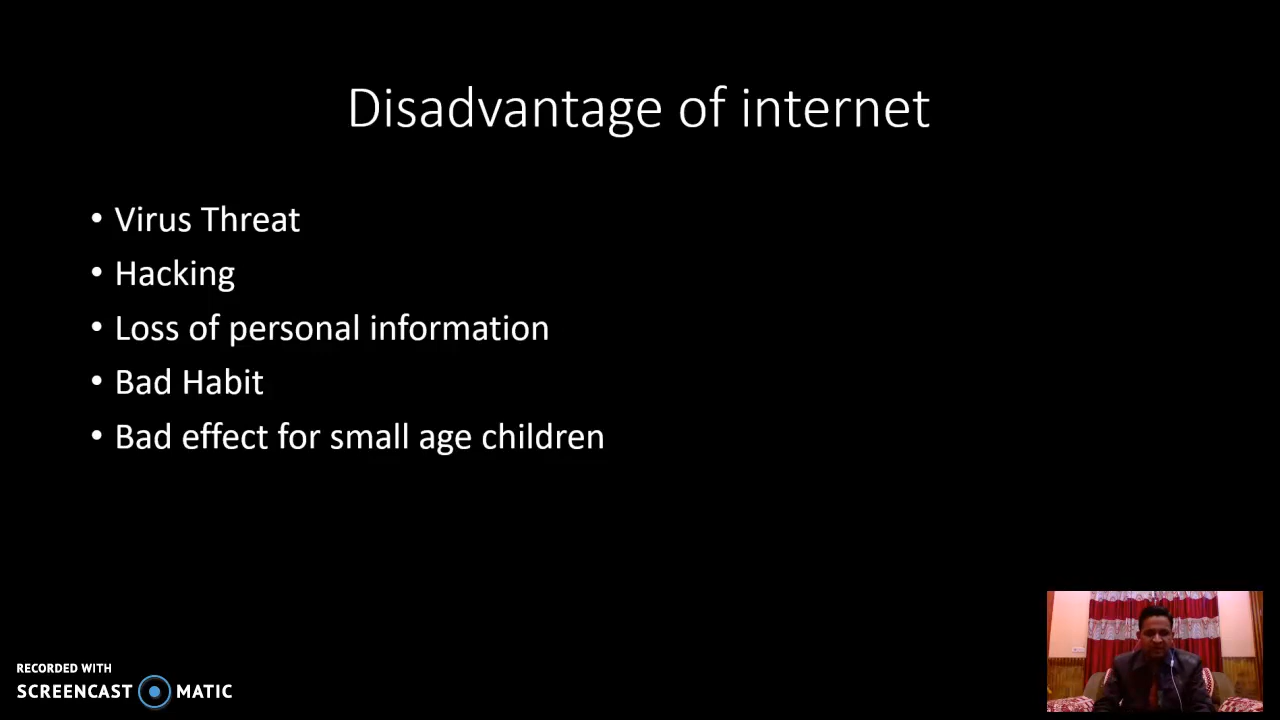 Disadvantage of internet
• Virus Threat
• Hacking
• Loss of personal information
• Bad Habit
• Bad effect for small age children
RECORDED WITH
SCREENCAST MATIC